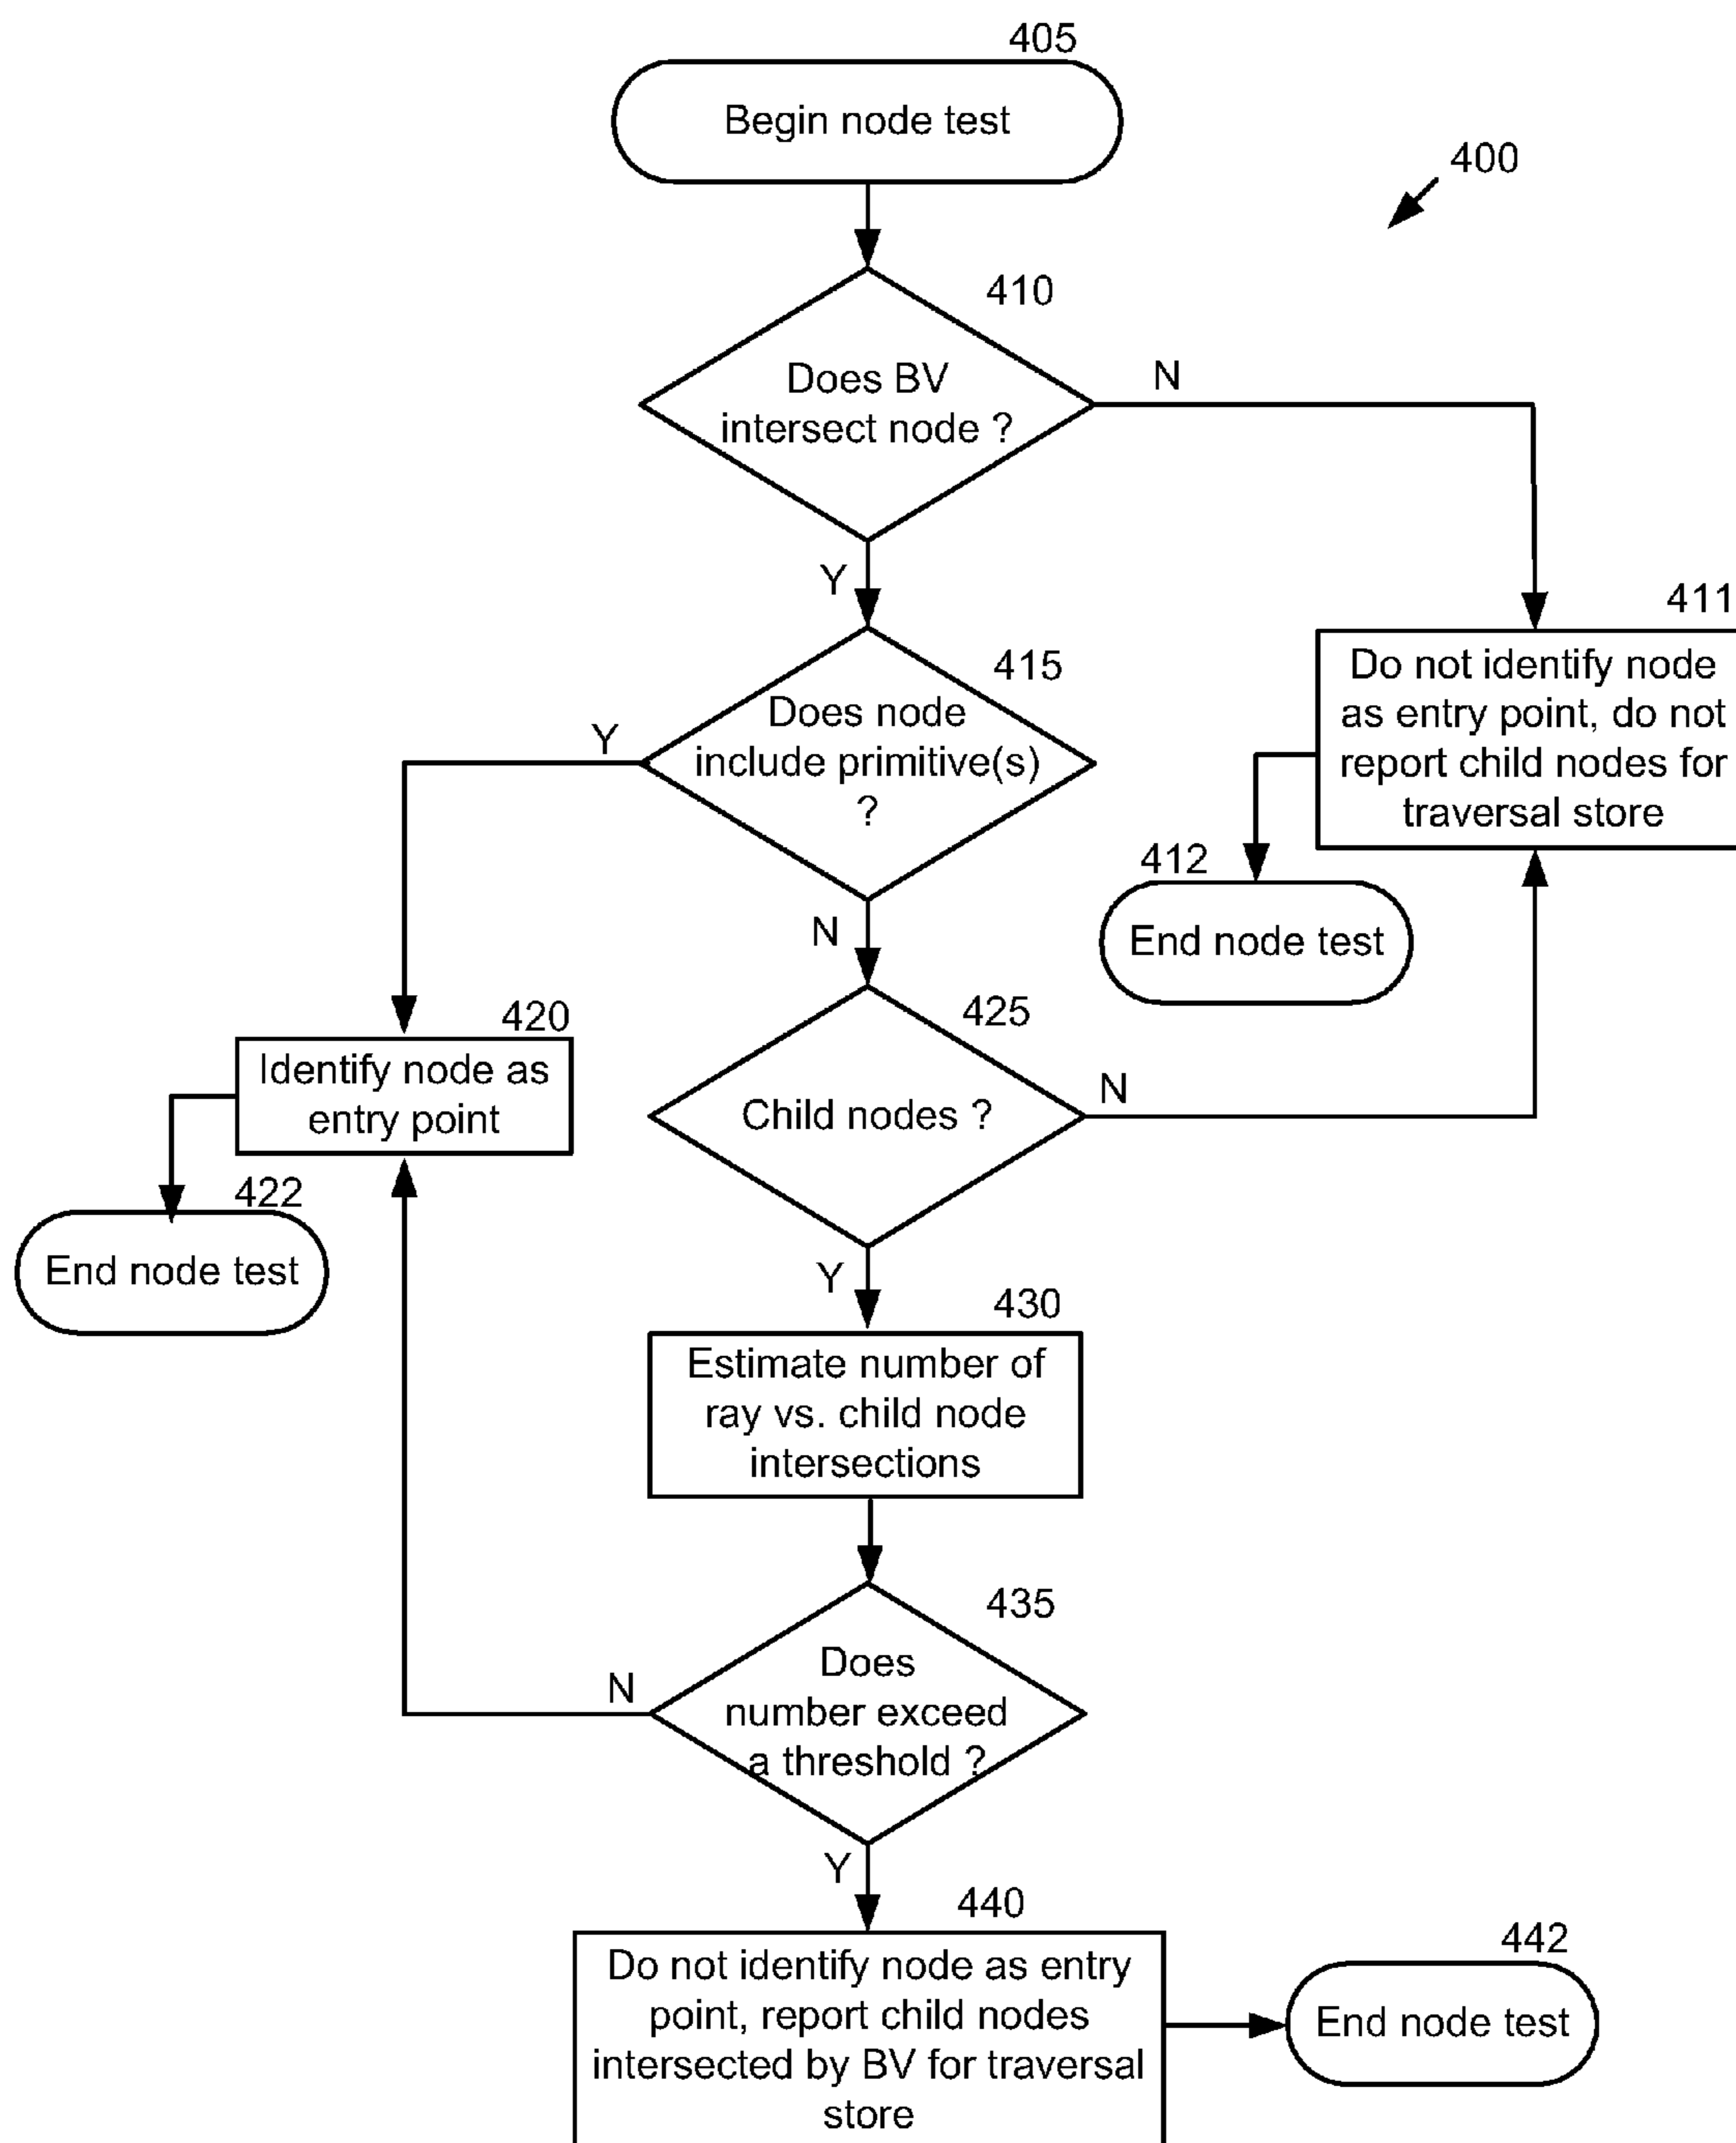 405
Begin node test
400
410
Does BV
intersect node ?
N
Y
411
Do not identify node
as entry point, do not
report child nodes for
traversal store
415
Does node
include primitive(s)
?
Y
N
412
End node test
425
Child nodes ?
N
Y
420
Identify node as
entry point
422
End node test
430
Estimate number of
ray vs. child node
intersections
435
Does
number exceed
a threshold ?
N
Y
440
Do not identify node as entry
point, report child nodes
intersected by BV for traversal
store
442
End node test